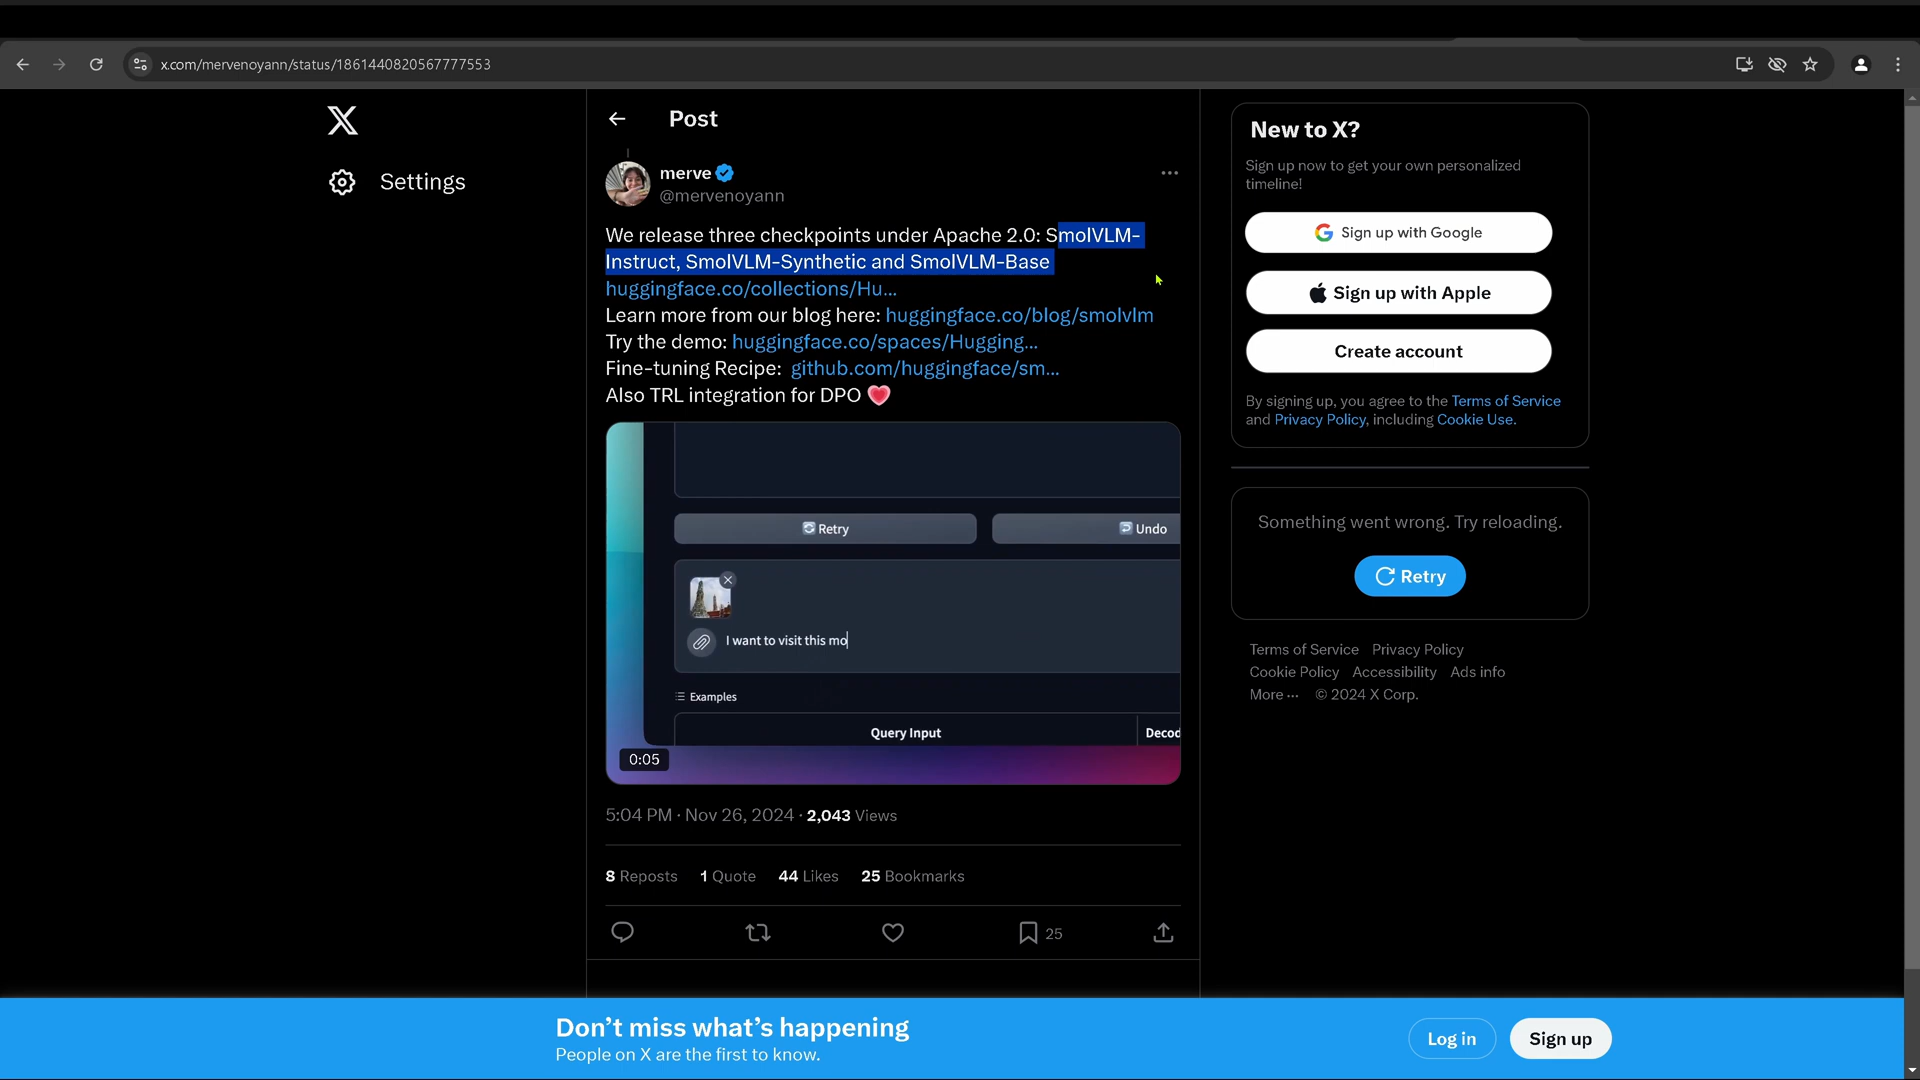 x.com/mervenoyann/status/1861440820567777553
Settings
Post
merve
@mervenoyann
We release three checkpoints under Apache 2.0: SmolVLM-
Instruct, SmolVLM-Synthetic and SmolVLM-Base
huggingface.co/collections/Hu...
Learn more from our blog here: huggingface.co/blog/smolvlm
Try the demo: huggingface.co/spaces/Hugging...
Fine-tuning Recipe: github.com/huggingface/sm...
Also TRL integration for DPO
Retry
Undo
I want to visit this mo
Examples
Query Input
Decod
0:05
5:04 PM · Nov 26, 2024 · 2,043 Views
8 Reposts 1 Quote 44 Likes 25 Bookmarks
25
New to X?
Sign up now to get your own personalized
timeline!
Sign up with Google
Sign up with Apple
Create account
By signing up, you agree to the Terms of Service
and Privacy Policy, including Cookie Use.
Something went wrong. Try reloading.
Retry
Terms of Service Privacy Policy
Cookie Policy Accessibility Ads info
More ··· © 2024 X Corp.
Don’t miss what’s happening
People on X are the first to know.
Log in
Sign up